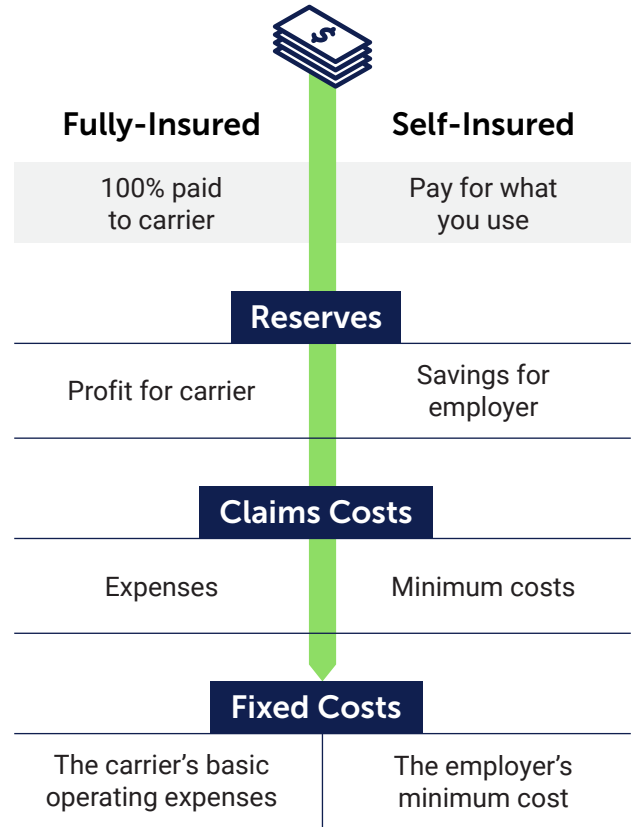 $
Fully-Insured
Self-Insured
100% paid
to carrier
Pay for what
you use
Reserves
Profit for carrier
Savings for
employer
Claims Costs
Expenses
Minimum costs
Fixed Costs
The carrier's basic
operating expenses
The employer's
minimum cost